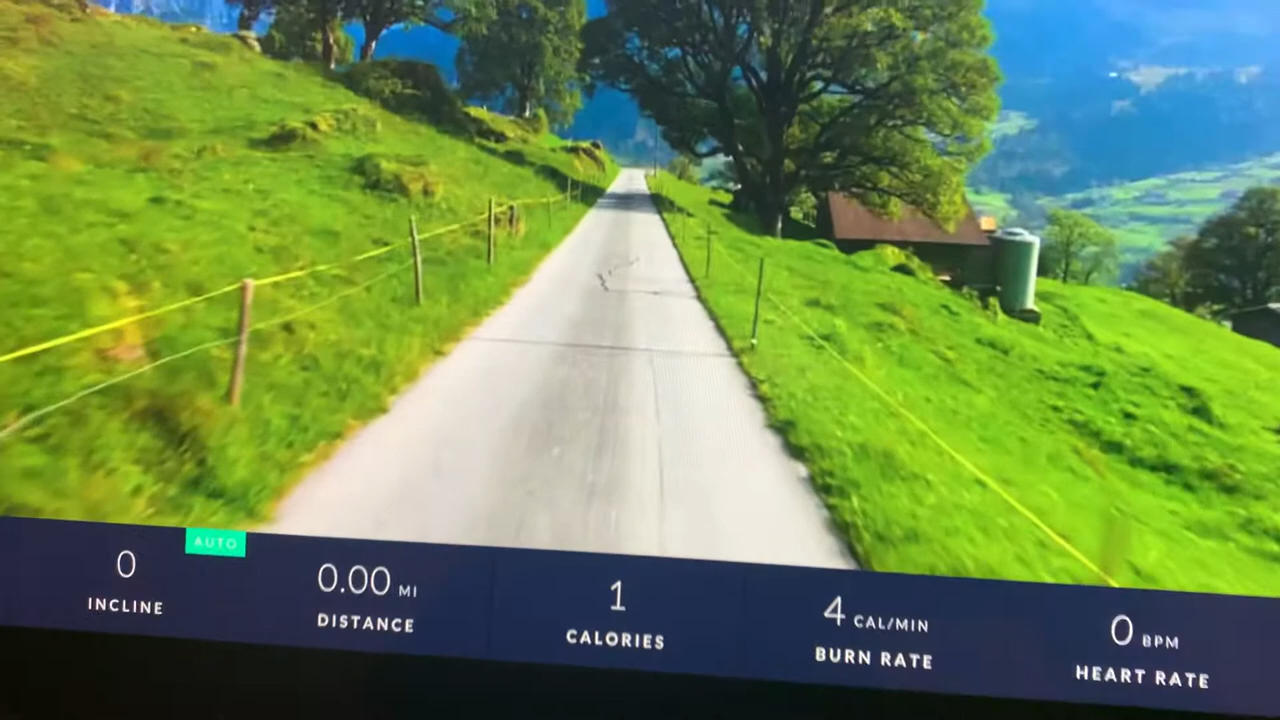 AUTO
0
INCLINE
0.00 MI
DISTANCE
1
CALORIES
4 CAL/MIN
BURN RATE
0 BPM
HEART RATE